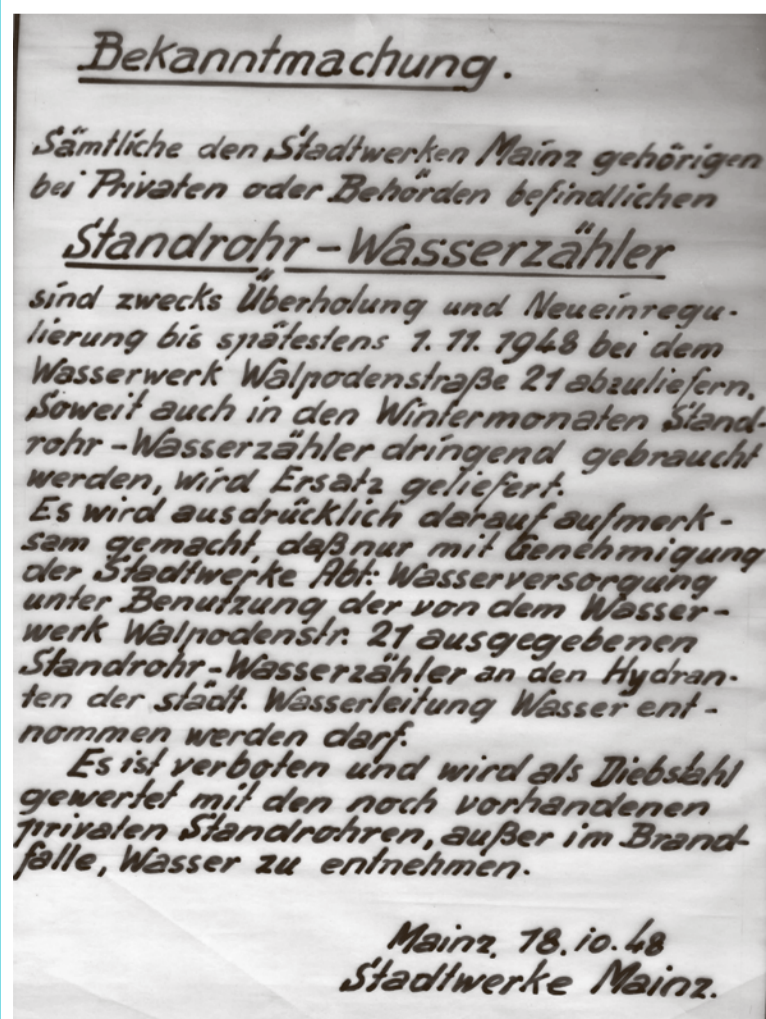 Bekanntmachung.
Sämtliche den Stadtwerken Mainz gehörigen
bei Privaten oder Behörden befindlichen
Standrohr-Wasserzähler
sind zwecks Überholung und Neueinregu-
lierung bis spätestens 1. 11. 1948 bei dem
Wasserwerk Walpodenstraße 21 abzuliefern.
Soweit auch in den Wintermonaten Stand-
rohr-Wasserzähler dringend gebraucht
werden, wird Ersatz geliefert.
Es wird ausdrücklich darauf aufmerk-
sam gemacht, daß nur mit Genehmigung
der Stadtwerke Abt: Wasserversorgung
unter Benutzung der von dem Wasser-
werk Walpodenstr. 21 ausgegebenen
Standrohr-Wasserzähler an den Hydran-
ten der städt. Wasserleitung Wasser ent-
nommen werden darf.
Es ist verboten und wird als Diebstahl
gewertet mit den noch vorhandenen
privaten Standrohren, außer im Brand-
falle, Wasser zu entnehmen.
Mainz, 18. 10. 48
Stadtwerke Mainz.